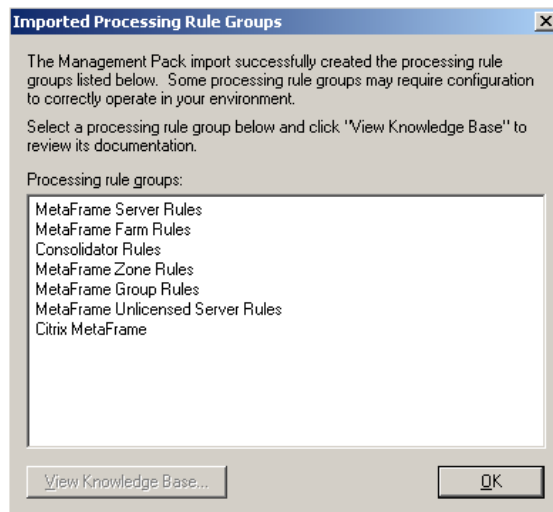 Imported Processing Rule Groups
The Management Pack import successfully created the processing rule
groups listed below. Some processing rule groups may require configuration
to correctly operate in your environment.
Select a processing rule group below and click "View Knowledge Base" to
review its documentation.
Processing rule groups:
MetaFrame Server Rules
MetaFrame Farm Rules
Consolidator Rules
MetaFrame Zone Rules
MetaFrame Group Rules
MetaFrame Unlicensed Server Rules
Citrix MetaFrame
View Knowledge Base...
OK